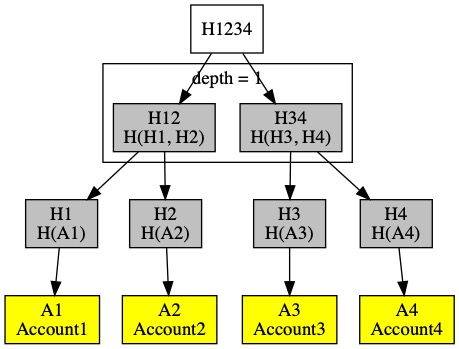 H1234
depth = 1
H12
H(H1, H2)
H34
H(H3, H4)
H1
H(A1)
H2
H(A2)
H3
H(A3)
H4
H(A4)
A1
Account1
A2
Account2
A3
Account3
A4
Account4